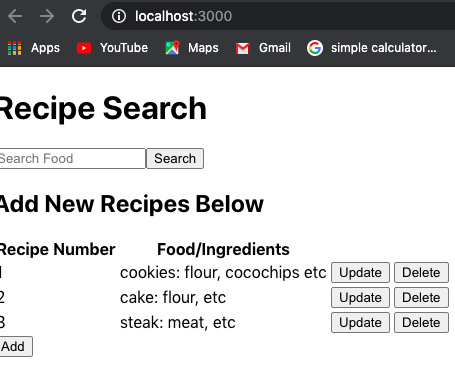 localhost:3000
Apps YouTube Maps Gmail simple calculator...
Recipe Search
Search Food Search
Add New Recipes Below
Recipe Number Food/Ingredients
1 cookies: flour, cocochips etc Update Delete
2 cake: flour, etc Update Delete
3 steak: meat, etc Update Delete
Add